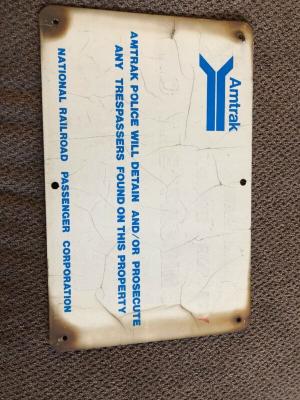 Amtrak
AMTRAK POLICE WILL DETAIN AND/OR PROSECUTE
ANY TRESPASSERS FOUND ON THIS PROPERTY
NATIONAL RAILROAD PASSENGER CORPORATION